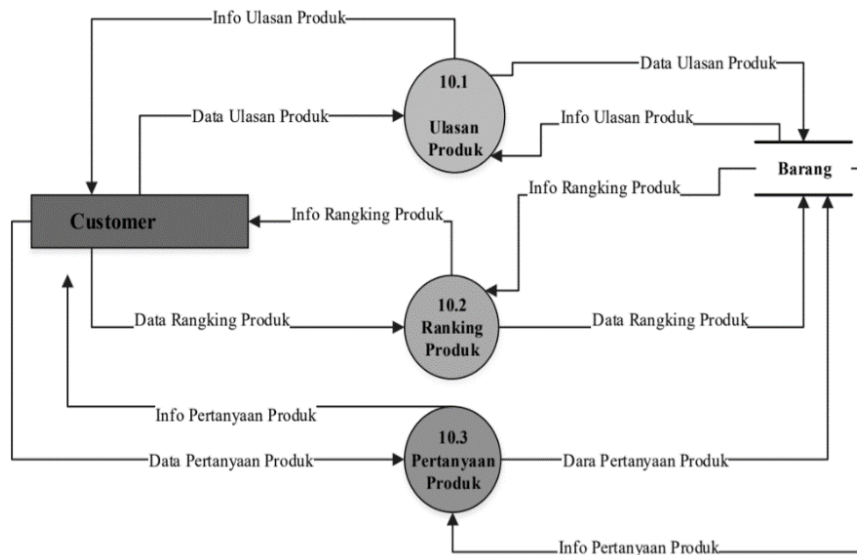 Info Ulasan Produk
10.1
Ulasan
Produk
Data Ulasan Produk
Data Ulasan Produk
Info Ulasan Produk
Barang
Customer
Info Rangking Produk
Info Rangking Produk
10.2
Ranking
Produk
Data Rangking Produk
Data Rangking Produk
Info Pertanyaan Produk
10.3
Pertanyaan
Produk
Data Pertanyaan Produk
Dara Pertanyaan Produk
Info Pertanyaan Produk